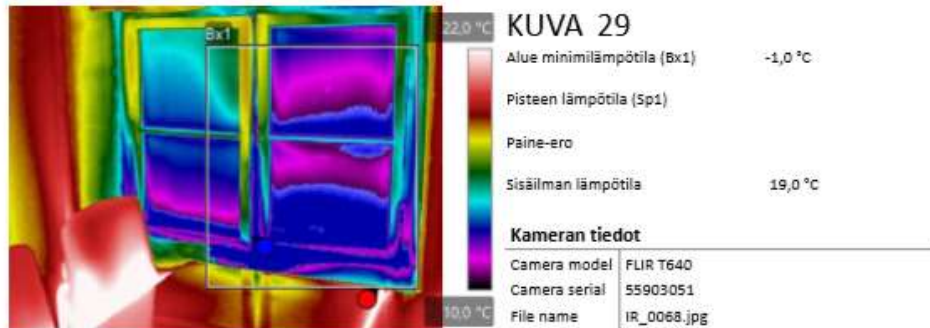 Bx1
22,0 °C
10,0 °C
KUVA 29
Alue minimilämpötila (Bx1) -1,0 °C
Pisteen lämpötila (Sp1)
Paine-ero
Sisäilman lämpötila 19,0 °C
Kameran tiedot
Camera model FLIR T640
Camera serial 55903051
File name IR_0068.jpg